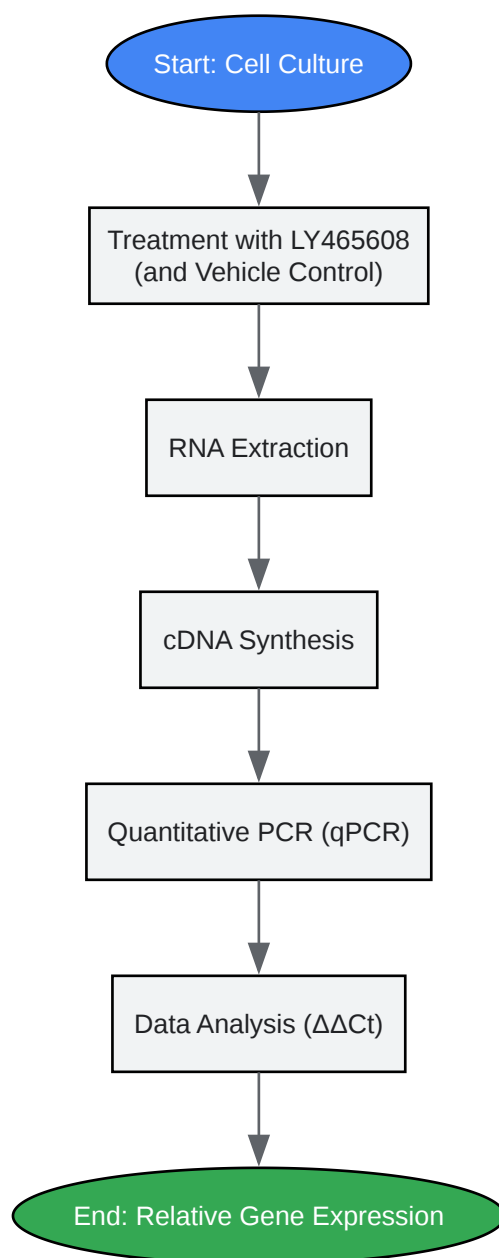 Start: Cell Culture
Treatment with LY465608
(and Vehicle Control)
RNA Extraction
cDNA Synthesis
Quantitative PCR (qPCR)
Data Analysis (ΔΔCt)
End: Relative Gene Expression